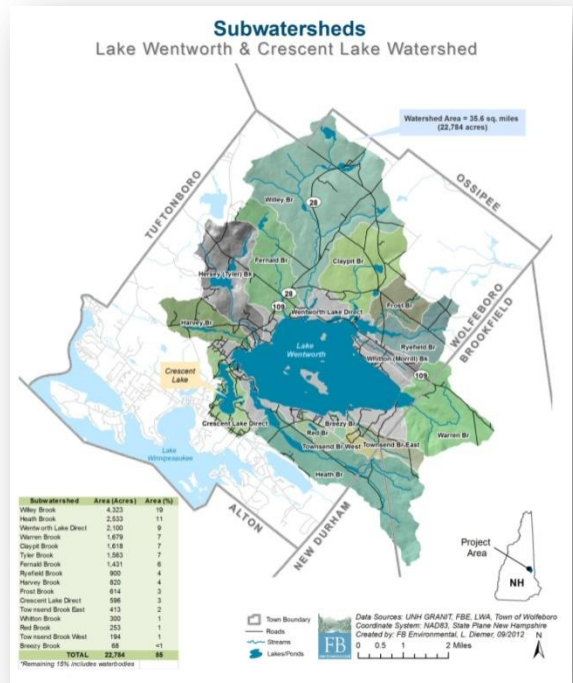 Subwatersheds
Lake Wentworth & Crescent Lake Watershed
Watershed Area = 35.6 sq. miles
(22,784 acres)
TUFTONBORO
OSSIPEE
28
Willey Br
Fernald Br
Claypit Br
Hersey (Tyler) Bk
28
109
Frost Br
Wentworth Lake Direct
Harvey Br
WOLFEBORO
BROOKFIELD
Ryefield Br
Lake
Wentworth
Whitton (Morrill) Bk
Crescent
Lake
109
Crescent Lake Direct
Breezy Br
Red Br
Warren Br
Townsend Br West
Townsend Br East
Lake
Winnipesaukee
Heath Br
ALTON
NEW DURHAM
Subwatershed Area (Acres) Area (%)
Willey Brook 4,323 19
Heath Brook 2,533 11
Wentworth Lake Direct 2,100 9
Warren Brook 1,679 7
Claypit Brook 1,618 7
Tyler Brook 1,563 7
Fernald Brook 1,431 6
Ryefield Brook 900 4
Harvey Brook 820 4
Frost Brook 614 3
Crescent Lake Direct 596 3
Townsend Brook East 413 2
Whitton Brook 300 1
Red Brook 253 1
Townsend Brook West 194 1
Breezy Brook 68 <1
TOTAL 22,784 85
*Remaining 15% includes waterbodies
Project
Area
NH
Town Boundary
Roads
Streams
Lakes/Ponds
FB
Data Sources: UNH GRANIT, FBE, LWA, Town of Wolfeboro
Coordinate System: NAD83, State Plane New Hampshire
Created by: FB Environmental, L. Diemer, 09/2012
0 0.5 1 2 Miles
N